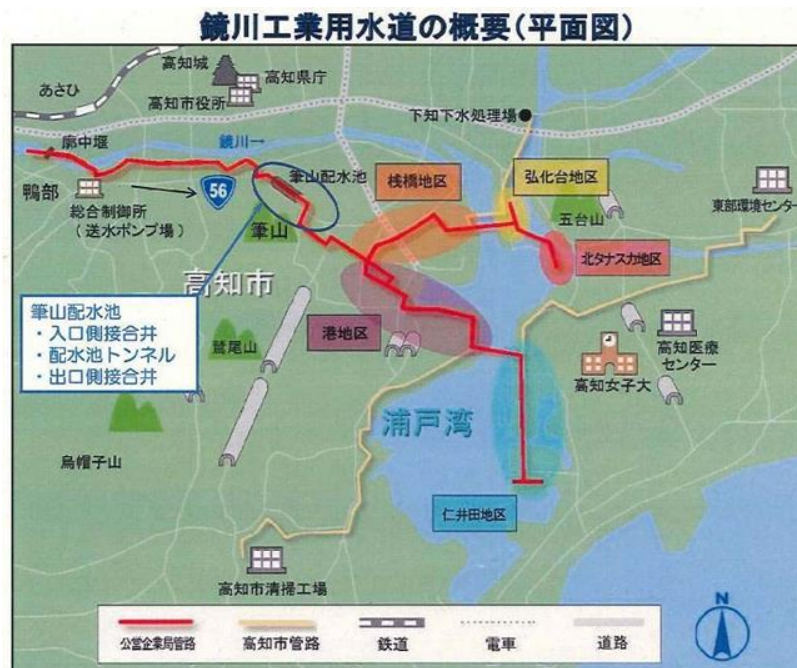 鏡川工業用水道の概要(平面図)
高知城
高知県庁
あさひ
高知市役所
下知下水処理場
廓中堰
鏡川→
筆山配水池
桟橋地区
弘化台地区
鴨部
56
総合制御所
(送水ポンプ場)
筆山
五台山
東部環境センター
北タナスカ地区
高知市
筆山配水池
・入口側接合井
・配水池トンネル
・出口側接合井
鷲尾山
港地区
高知医療
センター
高知女子大
浦戸湾
烏帽子山
仁井田地区
高知市清掃工場
N
公営企業局管路
高知市管路
鉄道
電車
道路